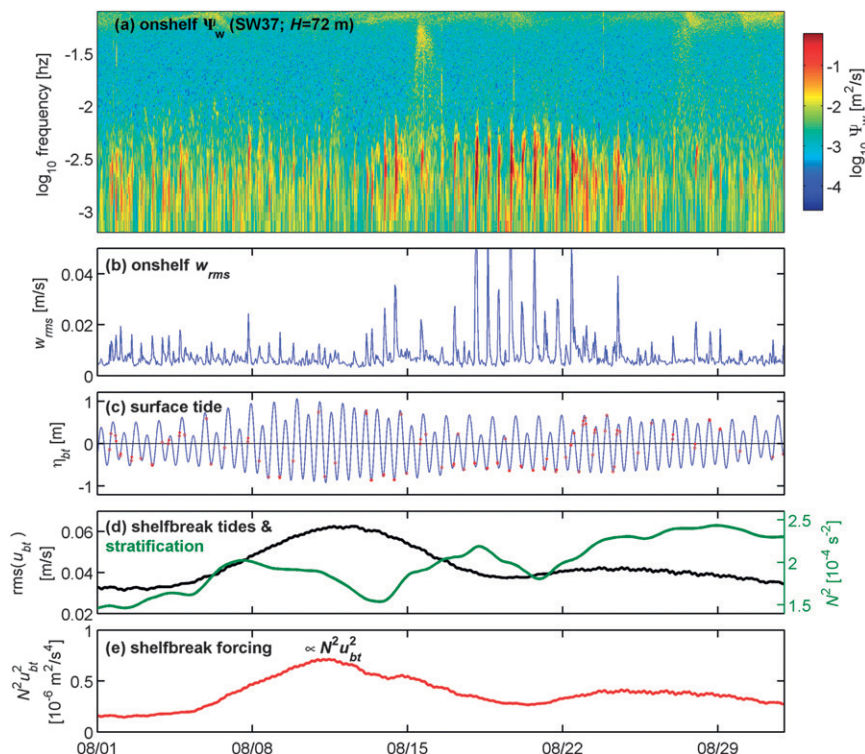 (a) onshelf Ψw (SW37; H=72 m)
log10 frequency [hz]
-1.5
-2
-2.5
-3
-1
-2
-3
-4
log10 Ψw [m²/s]
(b) onshelf wrms
wrms [m/s]
0.04
0.02
0
(c) surface tide
ηbt [m]
1
0
-1
(d) shelfbreak tides &
stratification
rms(ubt)
[m/s]
0.06
0.04
0.02
2.5
2
1.5
N² [10⁻⁴ s⁻²]
(e) shelfbreak forcing ∝ N²u²bt
N²u²bt
[10⁻⁶ m²/s⁴]
1
0.5
0
08/01 08/08 08/15 08/22 08/29